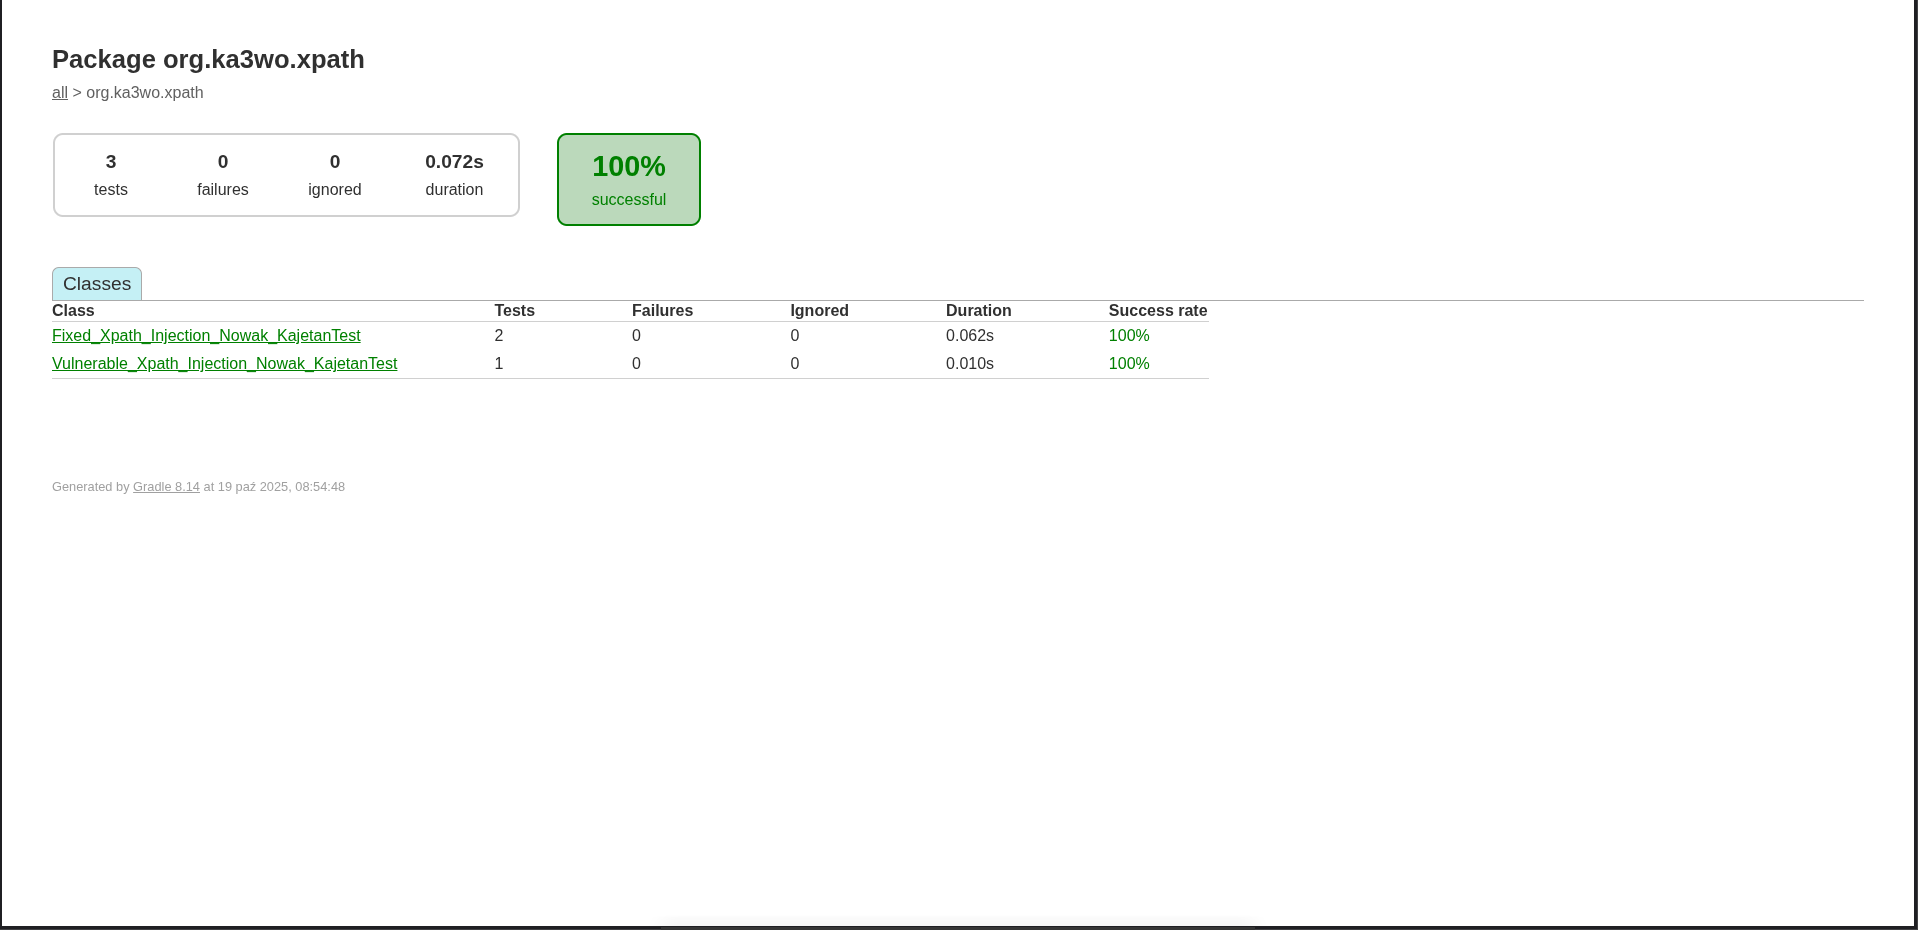 Package org.ka3wo.xpath
all > org.ka3wo.xpath
3 0 0 0.072s 100%
tests failures ignored duration successful
Classes
Class Tests Failures Ignored Duration Success rate
Fixed_Xpath_Injection_Nowak_KajetanTest 2 0 0 0.062s 100%
Vulnerable_Xpath_Injection_Nowak_KajetanTest 1 0 0 0.010s 100%
Generated by Gradle 8.14 at 19 paź 2025, 08:54:48